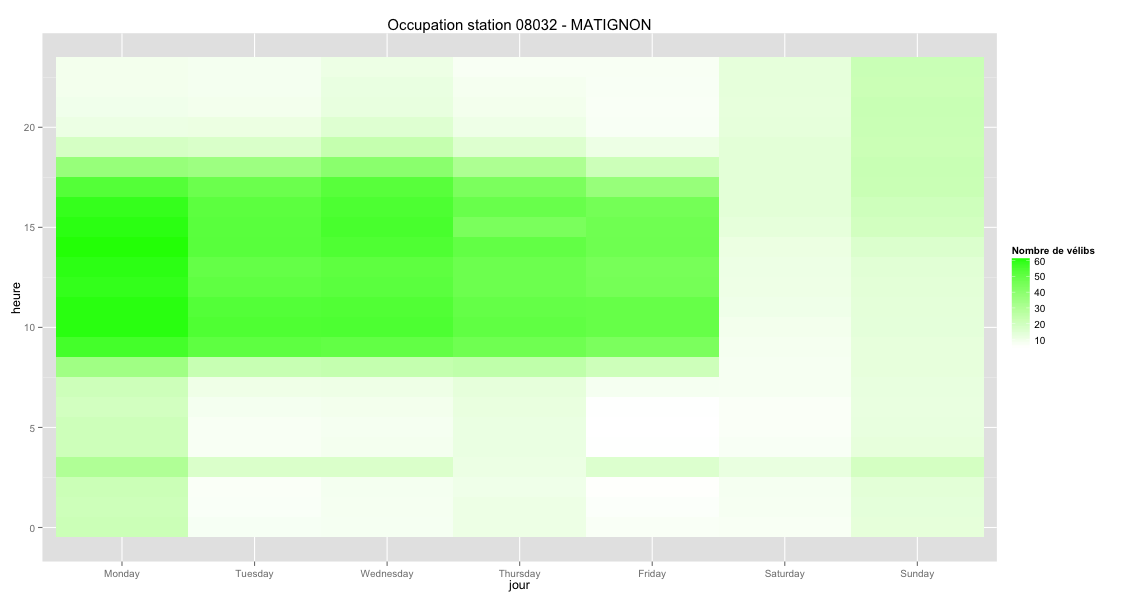 Occupation station 08032 - MATIGNON
heure
20
15
10
5
0
Monday Tuesday Wednesday Thursday Friday Saturday Sunday
jour
Nombre de vélibs
60
50
40
30
20
10